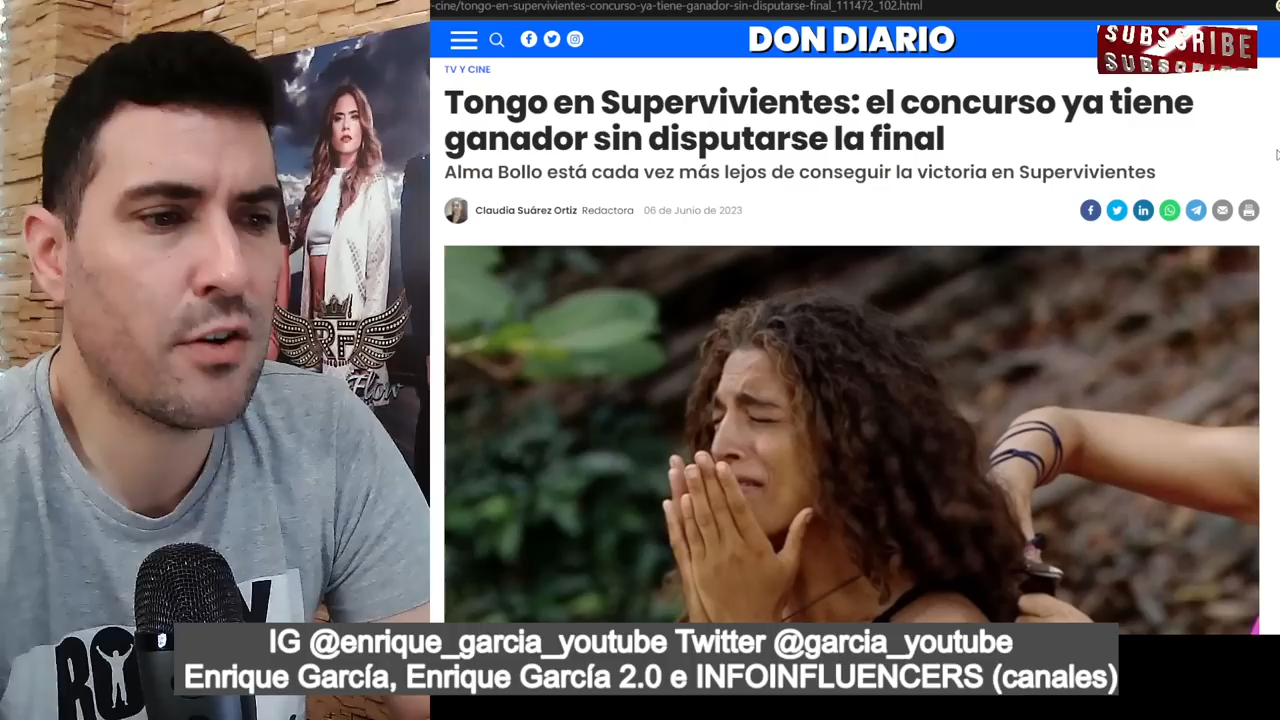 -cine/tongo-en-supervivientes-concurso-ya-tiene-ganador-sin-disputarse-final_111472_102.html
DON DIARIO
SUBSCRIBE
SUBSCRIBE
TV Y CINE
Tongo en Supervivientes: el concurso ya tiene
ganador sin disputarse la final
Alma Bollo está cada vez más lejos de conseguir la victoria en Supervivientes
Claudia Suárez Ortiz Redactora 06 de Junio de 2023
RF
Flow
IG @enrique_garcia_youtube Twitter @garcia_youtube
Enrique García, Enrique García 2.0 e INFOINFLUENCERS (canales)